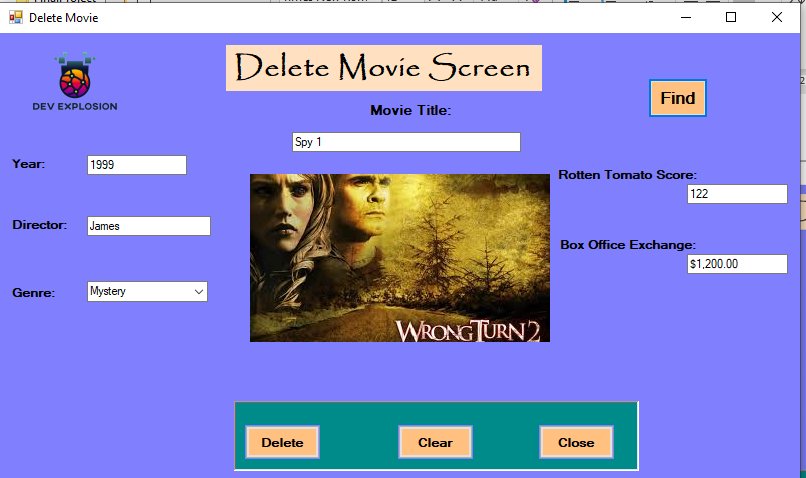 Delete Movie
Delete Movie Screen
DEV EXPLOSION
Find
Movie Title:
Spy 1
Year:
1999
Rotten Tomato Score:
122
Director:
James
Box Office Exchange:
$1,200.00
Genre:
Mystery
WRONG TURN 2
Delete
Clear
Close